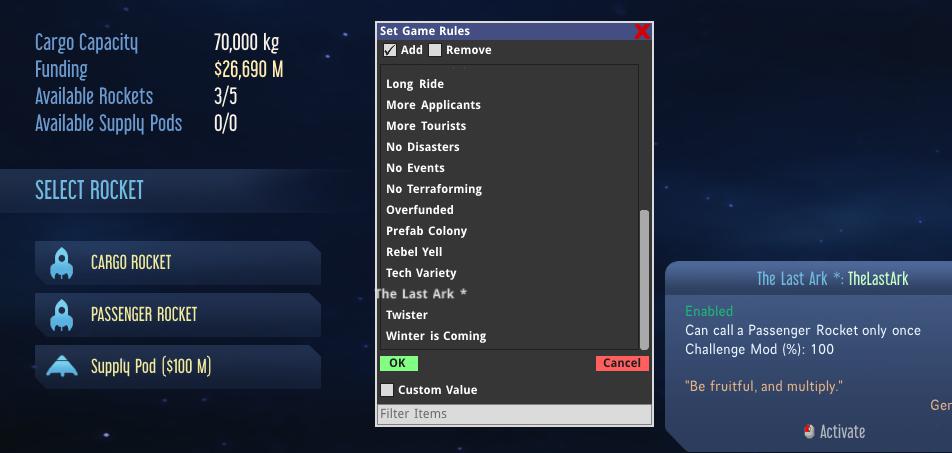 Cargo Capacity 70,000 kg
Funding $26,690 M
Available Rockets 3/5
Available Supply Pods 0/0
SELECT ROCKET
CARGO ROCKET
PASSENGER ROCKET
Supply Pod ($100 M)
Set Game Rules
Add Remove
Long Ride
More Applicants
More Tourists
No Disasters
No Events
No Terraforming
Overfunded
Prefab Colony
Rebel Yell
Tech Variety
The Last Ark *
Twister
Winter is Coming
OK Cancel
Custom Value
Filter Items
The Last Ark *: TheLastArk
Enabled
Can call a Passenger Rocket only once
Challenge Mod (%): 100
"Be fruitful, and multiply."
Activate